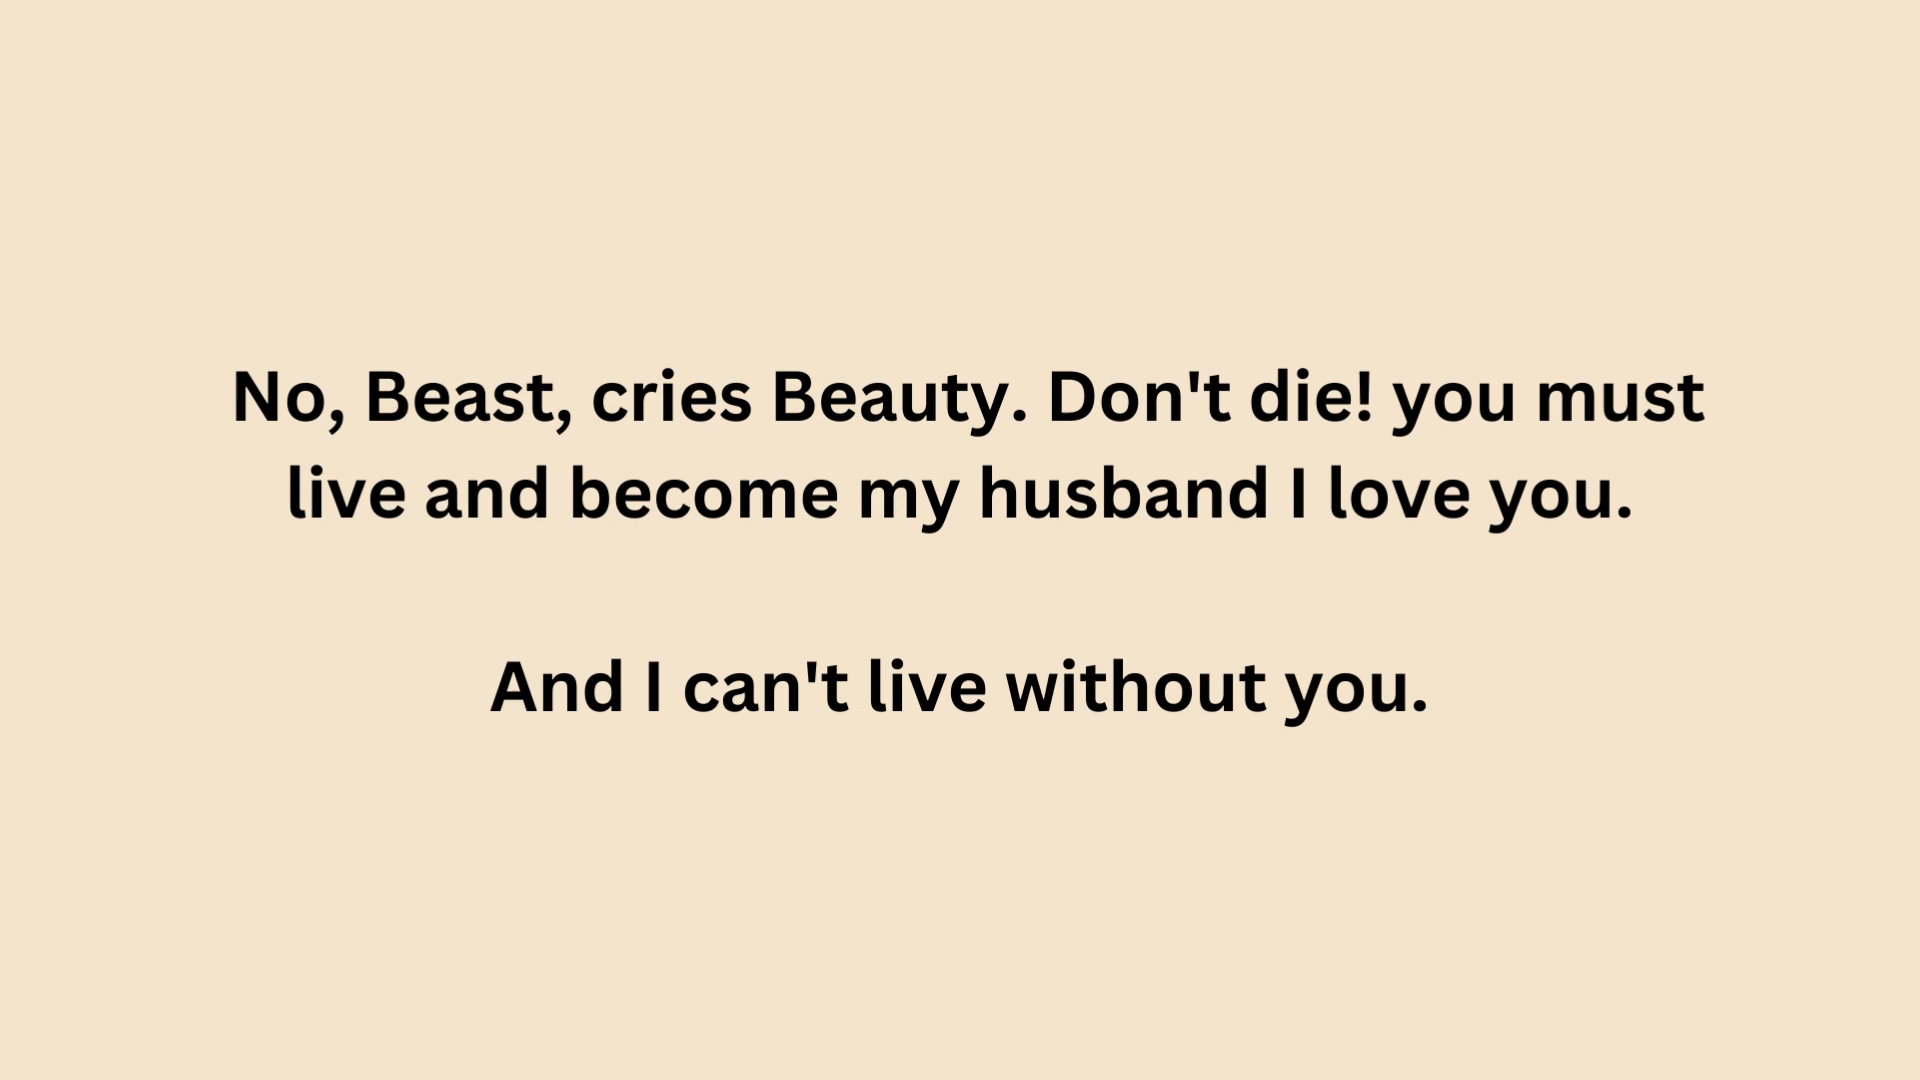 No, Beast, cries Beauty. Don't die! you must
live and become my husband I love you.
And I can't live without you.